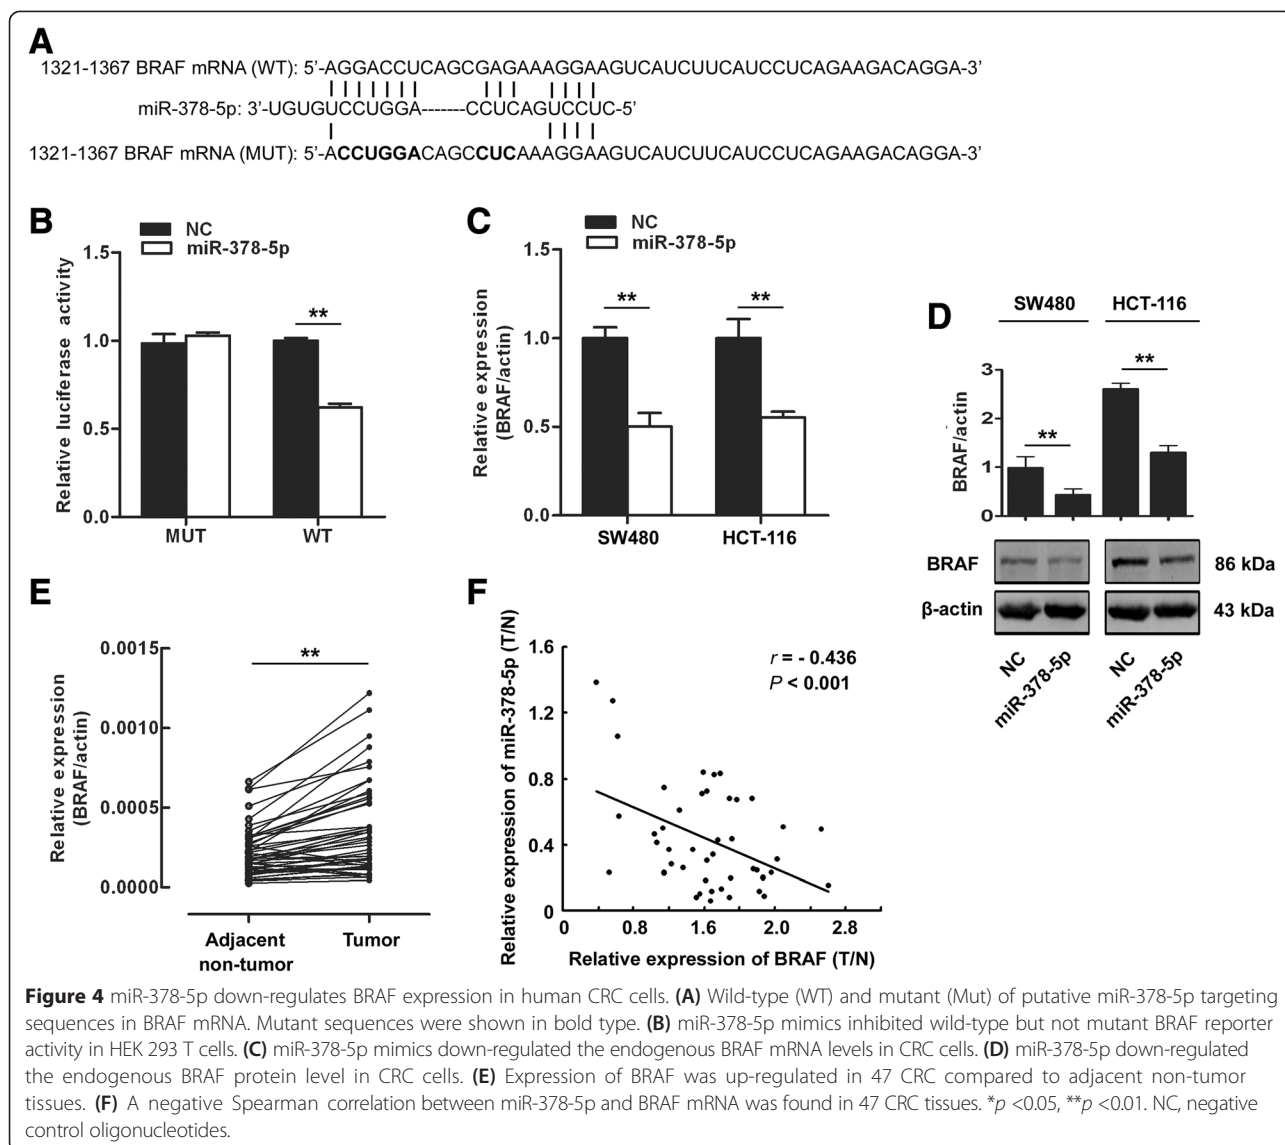 A
1321-1367 BRAF mRNA (WT): 5’-AGGACCUCAGCGAGAAAGGAAGUCAUCUUCAUCCUCAGAAGACAGGA-3’
miR-378-5p: 3’-UGUGUCCUGGA-------CCUCAGUCCUC-5’
1321-1367 BRAF mRNA (MUT): 5’-ACCUGGACAGCCUCAAAGGAAGUCAUCUUCAUCCUCAGAAGACAGGA-3’
B
NC
miR-378-5p
Relative luciferase activity
1.5
1.0
0.5
0.0
**
MUT
WT
C
NC
miR-378-5p
Relative expression
(BRAF/actin)
1.5
1.0
0.5
0.0
**
**
SW480
HCT-116
D
SW480
HCT-116
BRAF/actin
3
2
1
0
**
**
BRAF
86 kDa
β-actin
43 kDa
NC
miR-378-5p
NC
miR-378-5p
E
Relative expression
(BRAF/actin)
0.0015
0.0010
0.0005
0.0000
**
Adjacent
non-tumor
Tumor
F
Relative expression of miR-378-5p (T/N)
1.6
1.2
0.8
0.4
0
r = - 0.436
P < 0.001
0
0.8
1.6
2.0
2.8
Relative expression of BRAF (T/N)
Figure 4 miR-378-5p down-regulates BRAF expression in human CRC cells. (A) Wild-type (WT) and mutant (Mut) of putative miR-378-5p targeting
sequences in BRAF mRNA. Mutant sequences were shown in bold type. (B) miR-378-5p mimics inhibited wild-type but not mutant BRAF reporter
activity in HEK 293 T cells. (C) miR-378-5p mimics down-regulated the endogenous BRAF mRNA levels in CRC cells. (D) miR-378-5p down-regulated
the endogenous BRAF protein level in CRC cells. (E) Expression of BRAF was up-regulated in 47 CRC compared to adjacent non-tumor
tissues. (F) A negative Spearman correlation between miR-378-5p and BRAF mRNA was found in 47 CRC tissues. *p <0.05, **p <0.01. NC, negative
control oligonucleotides.